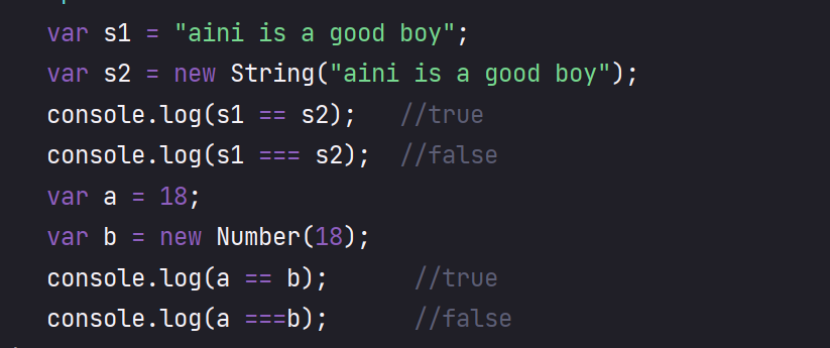 var s1 = "aini is a good boy";
var s2 = new String("aini is a good boy");
console.log(s1 == s2);   //true
console.log(s1 === s2);  //false
var a = 18;
var b = new Number(18);
console.log(a == b);      //true
console.log(a ===b);      //false